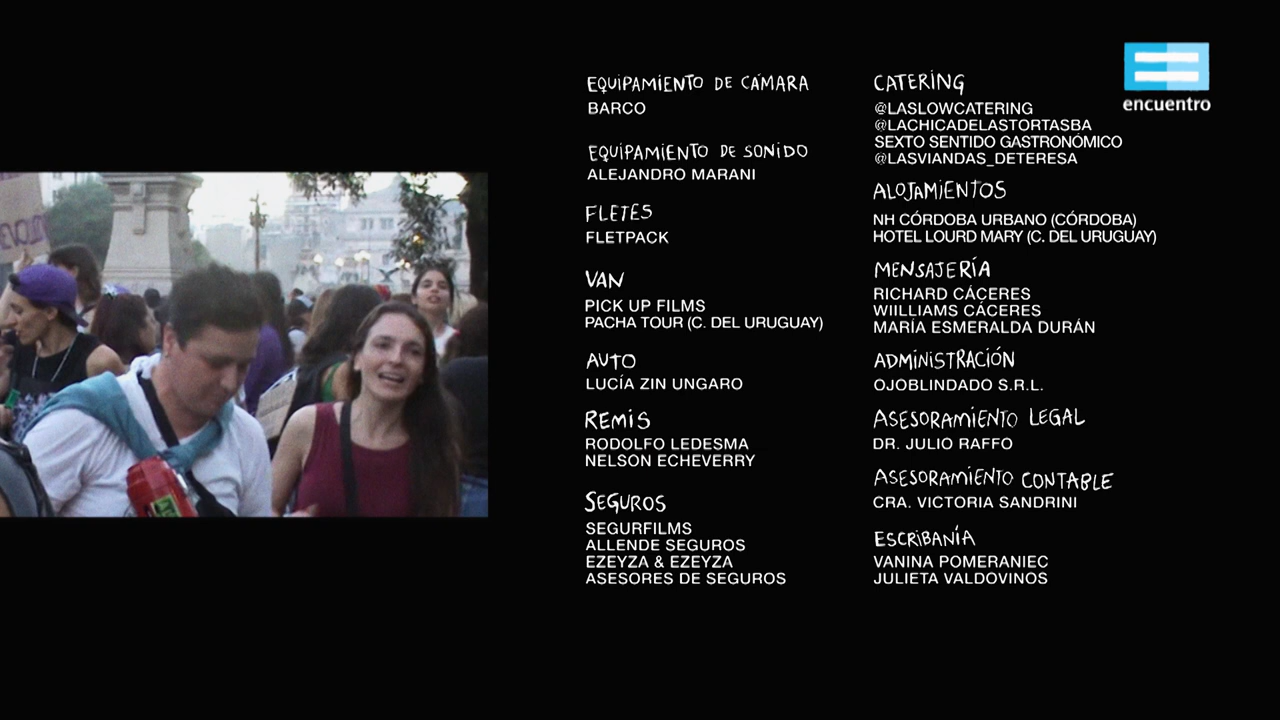 EQUIPAMIENTO DE CÁMARA
BARCO
EQUIPAMIENTO DE SONIDO
ALEJANDRO MARANI
FLETES
FLETPACK
VAN
PICK UP FILMS
PACHA TOUR (C. DEL URUGUAY)
AUTO
LUCÍA ZIN UNGARO
REMIS
RODOLFO LEDESMA
NELSON ECHEVERRY
SEGUROS
SEGURFILMS
ALLENDE SEGUROS
EZEYZA & EZEYZA
ASESORES DE SEGUROS
CATERING
@LASLOWCATERING
@LACHICADELASTORTASBA
SEXTO SENTIDO GASTRONÓMICO
@LASVIANDAS_DETERESA
ALOJAMIENTOS
NH CÓRDOBA URBANO (CÓRDOBA)
HOTEL LOURD MARY (C. DEL URUGUAY)
MENSAJERÍA
RICHARD CÁCERES
WIILLIAMS CÁCERES
MARÍA ESMERALDA DURÁN
ADMINISTRACIÓN
OJOBLINDADO S.R.L.
ASESORAMIENTO LEGAL
DR. JULIO RAFFO
ASESORAMIENTO CONTABLE
CRA. VICTORIA SANDRINI
ESCRIBANÍA
VANINA POMERANIEC
JULIETA VALDOVINOS
encuentro